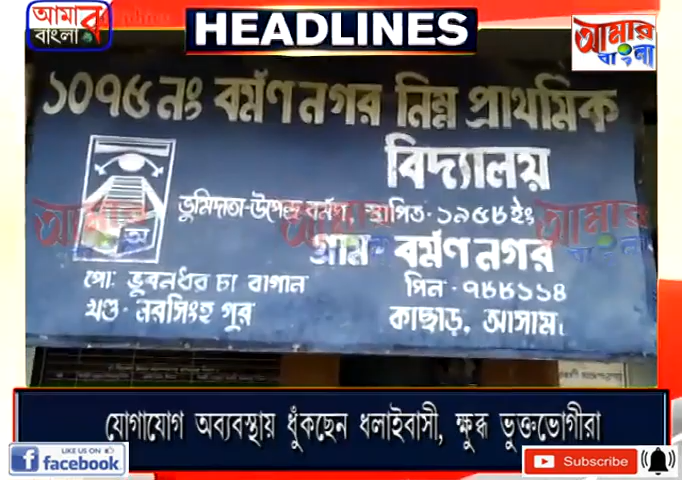 আমার
বাংলা
HEADLINES
আমার
বাংলা
১০৭৫ নং বর্ম্মণ নগর নিম্ন প্রাথমিক
বিদ্যালয়
ভূমিদাতা-উপেন্দ্র বর্মণ, স্থাপিত-১৯৫৮ ইং
গ্রাম - বর্ম্মণ নগর
পো: ভুবনধর চা বাগান
পিন - ৭৮৮১১৪
খণ্ড - নরসিংহ পুর
কাছাড়, আসাম।
যোগাযোগ অব্যবস্থায় ধুঁকছেন ধলাইবাসী, ক্ষুব্ধ ভুক্তভোগীরা
LIKE US ON
facebook.
Subscribe